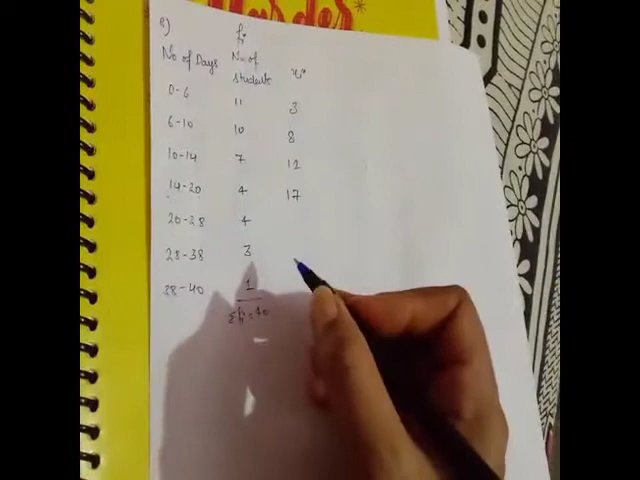 e)
fi
No of Days No of students xi
0-6 11 3
6-10 10 8
10-14 7 12
14-20 4 17
20-28 4
28-38 3
38-40 1
Σfi = 40